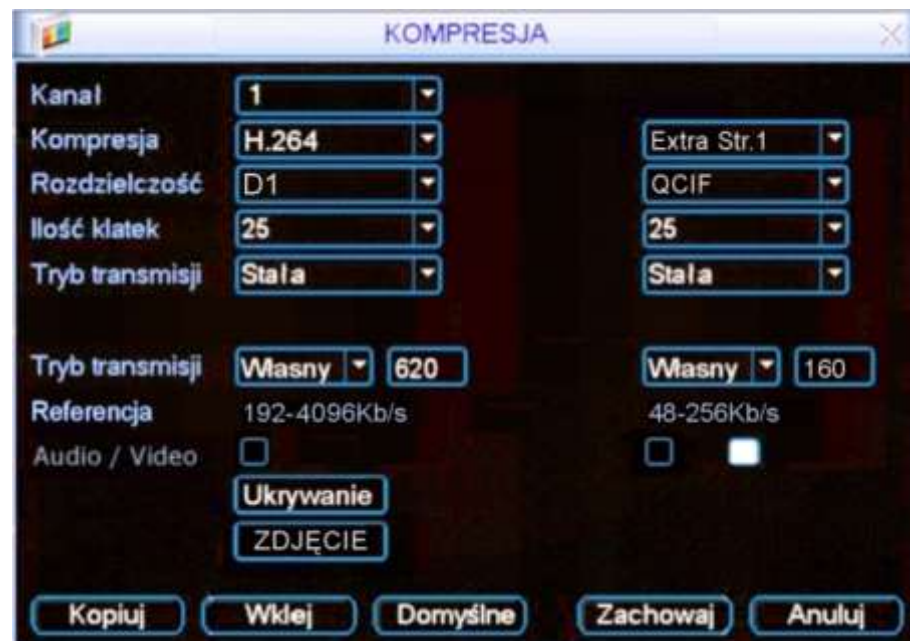 KOMPRESJA
Kanał 1
Kompresja H.264 Extra Str.1
Rozdzielczość D1 QCIF
Ilość klatek 25 25
Tryb transmisji Stała Stała
Tryb transmisji Własny 620 Własny 160
Referencja 192-4096Kb/s 48-256Kb/s
Audio / Video
Ukrywanie
ZDJĘCIE
Kopiuj Wklej Domyślne Zachowaj Anuluj